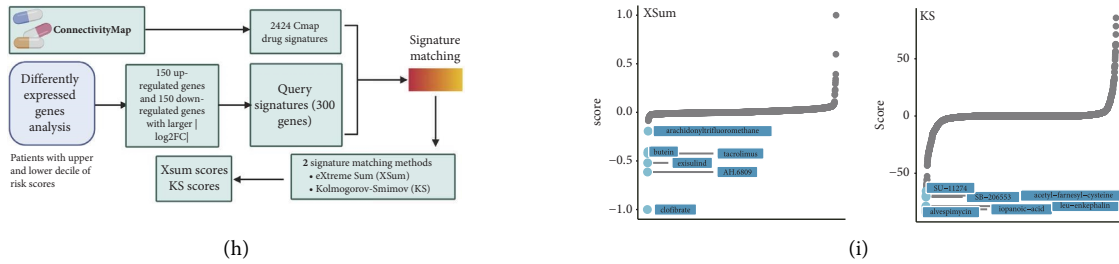 ConnectivityMap
2424 Cmap
drug signatures
Signature
matching
Differently
expressed
genes
analysis
150 up-
regulated genes
and 150 down-
regulated genes
with larger |
log2FC|
Query
signatures (300
genes)
Patients with upper
and lower decile of
risk scores
Xsum scores
KS scores
2 signature matching methods
• eXtreme Sum (XSum)
• Kolmogorov-Smirnov (KS)
(h)
XSum
score
1.0
0.5
0.0
−0.5
−1.0
arachidonyltrifluoromethane
butein
tacrolimus
exisulind
AH.6809
clofibrate
KS
Score
50
0
−50
SU−11274
SB−206553
acetyl−farnesyl−cysteine
alvespimycin
iopanoic−acid
leu−enkephalin
(i)